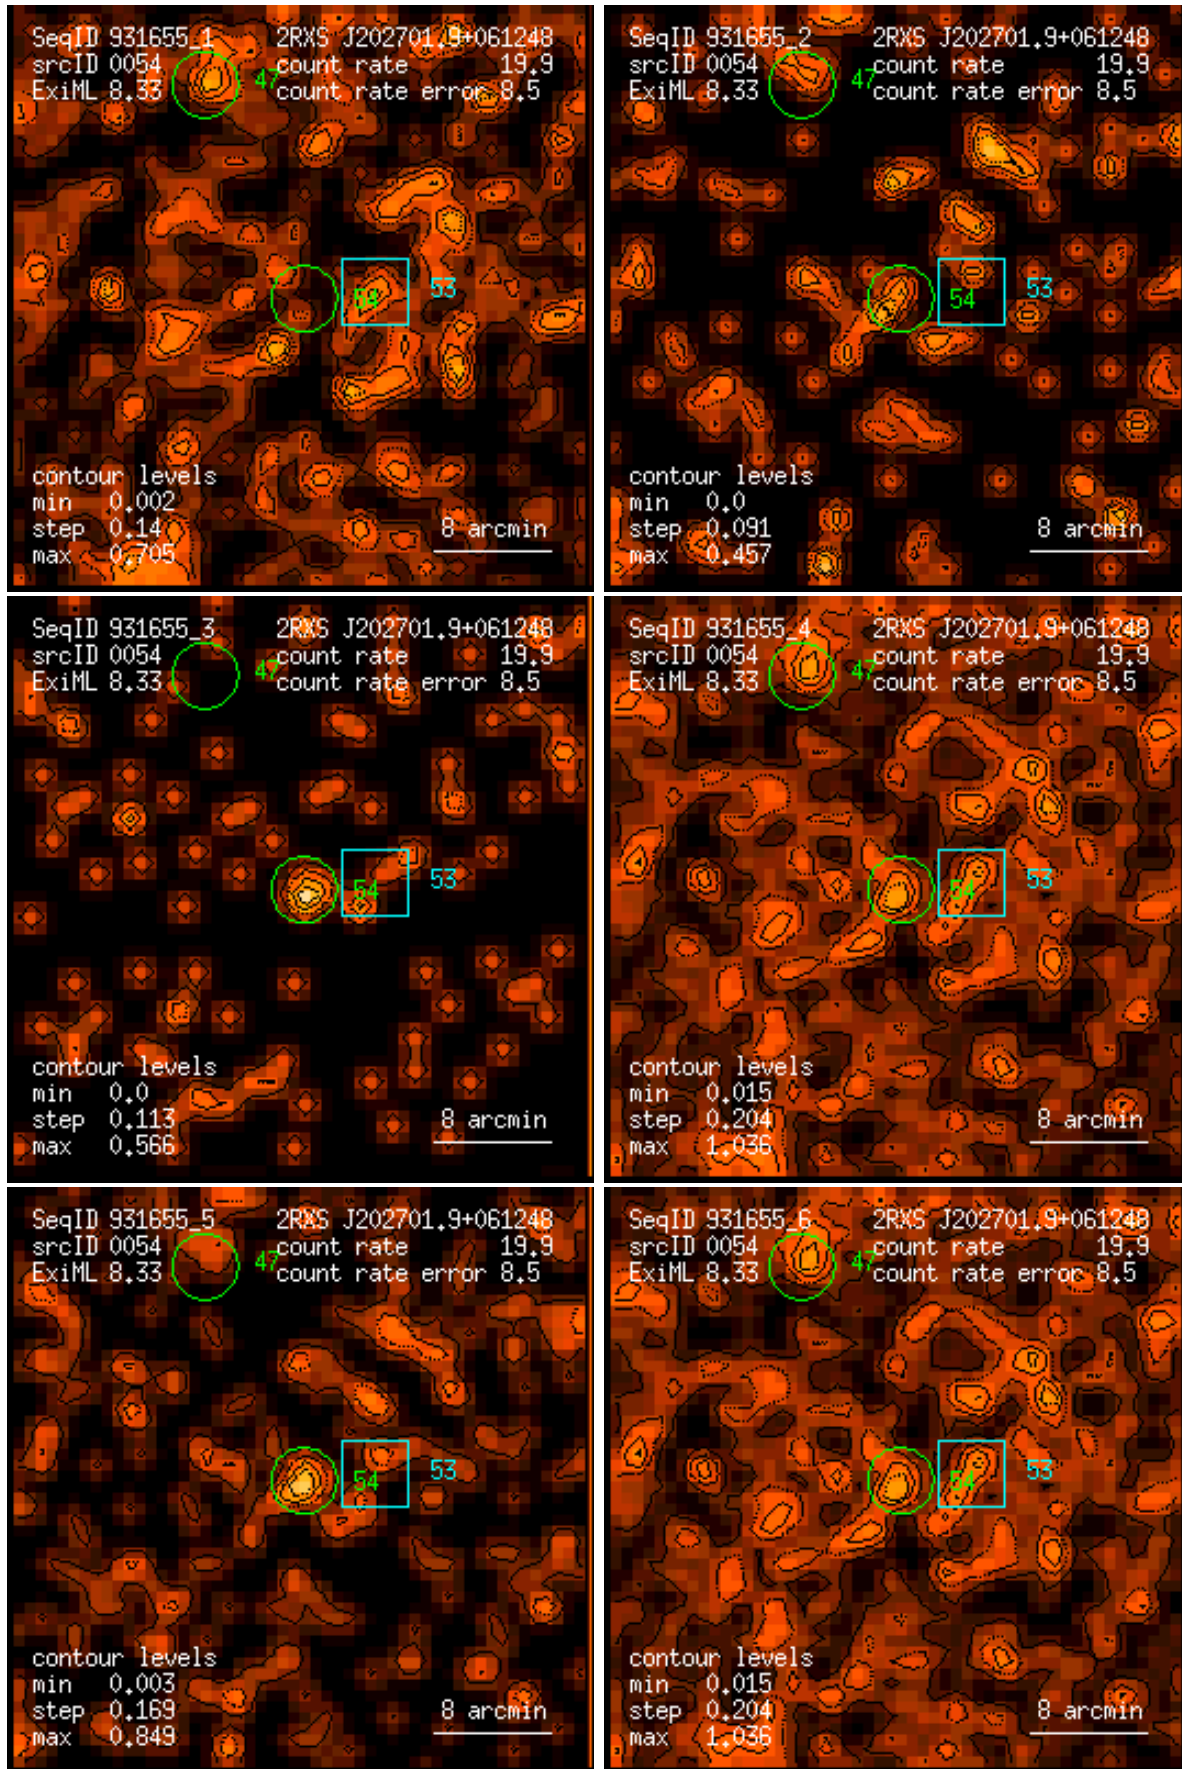 SeqID 931655_1 2RXS J202701.9+061248
srcID 0054 47 count rate 19.9
ExiML 8.33 count rate error 8.5
54 53
contour levels
min 0.002
step 0.14 8 arcmin
max 0.705
SeqID 931655_2 2RXS J202701.9+061248
srcID 0054 47 count rate 19.9
ExiML 8.33 count rate error 8.5
54 53
contour levels
min 0.0
step 0.091 8 arcmin
max 0.457
SeqID 931655_3 2RXS J202701.9+061248
srcID 0054 47 count rate 19.9
ExiML 8.33 count rate error 8.5
54 53
contour levels
min 0.0
step 0.113 8 arcmin
max 0.566
SeqID 931655_4 2RXS J202701.9+061248
srcID 0054 47 count rate 19.9
ExiML 8.33 count rate error 8.5
54 53
contour levels
min 0.015
step 0.204 8 arcmin
max 1.036
SeqID 931655_5 2RXS J202701.9+061248
srcID 0054 47 count rate 19.9
ExiML 8.33 count rate error 8.5
54 53
contour levels
min 0.003
step 0.169 8 arcmin
max 0.849
SeqID 931655_6 2RXS J202701.9+061248
srcID 0054 47 count rate 19.9
ExiML 8.33 count rate error 8.5
54 53
contour levels
min 0.015
step 0.204 8 arcmin
max 1.036